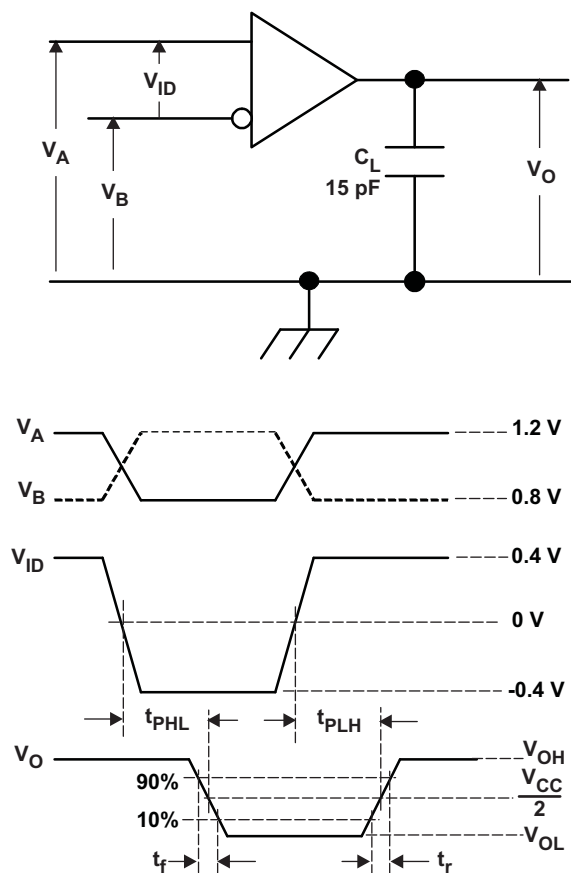 V_ID
V_A
V_B
C_L
15 pF
V_O
V_A
1.2 V
V_B
0.8 V
V_ID
0.4 V
0 V
-0.4 V
t_PHL
t_PLH
V_O
V_OH
90%
V_CC
2
10%
V_OL
t_f
t_r